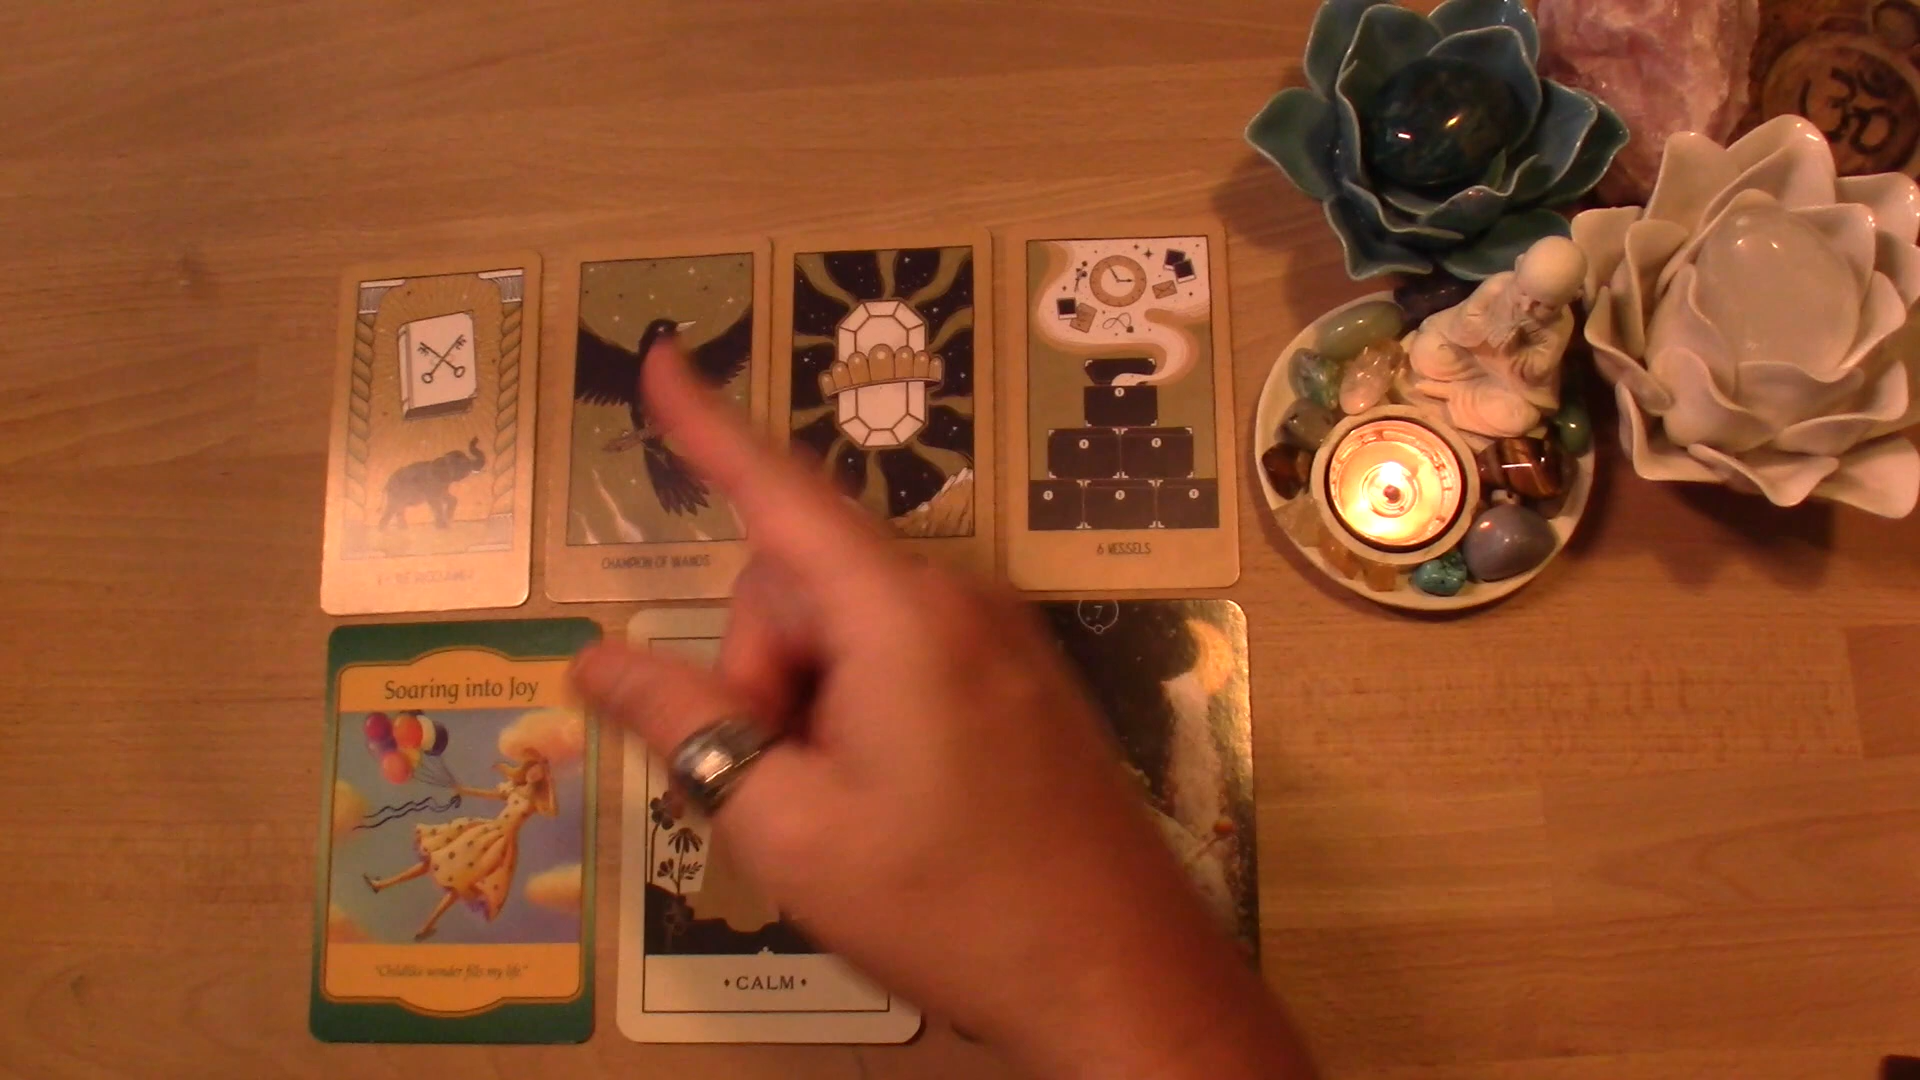 CHAMPION OF WANDS
6 VESSELS
7
Soaring into Joy
"Childlike wonder fills my life."
♦ CALM ♦
ॐ